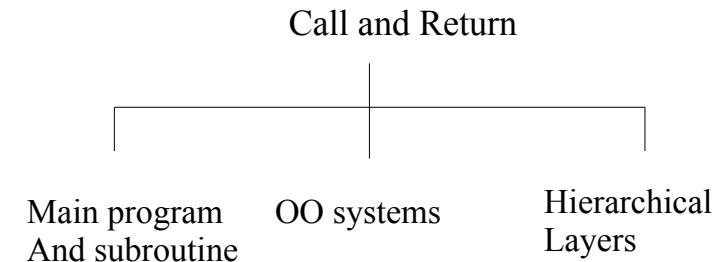 Call and Return
Main program
And subroutine
OO systems
Hierarchical
Layers